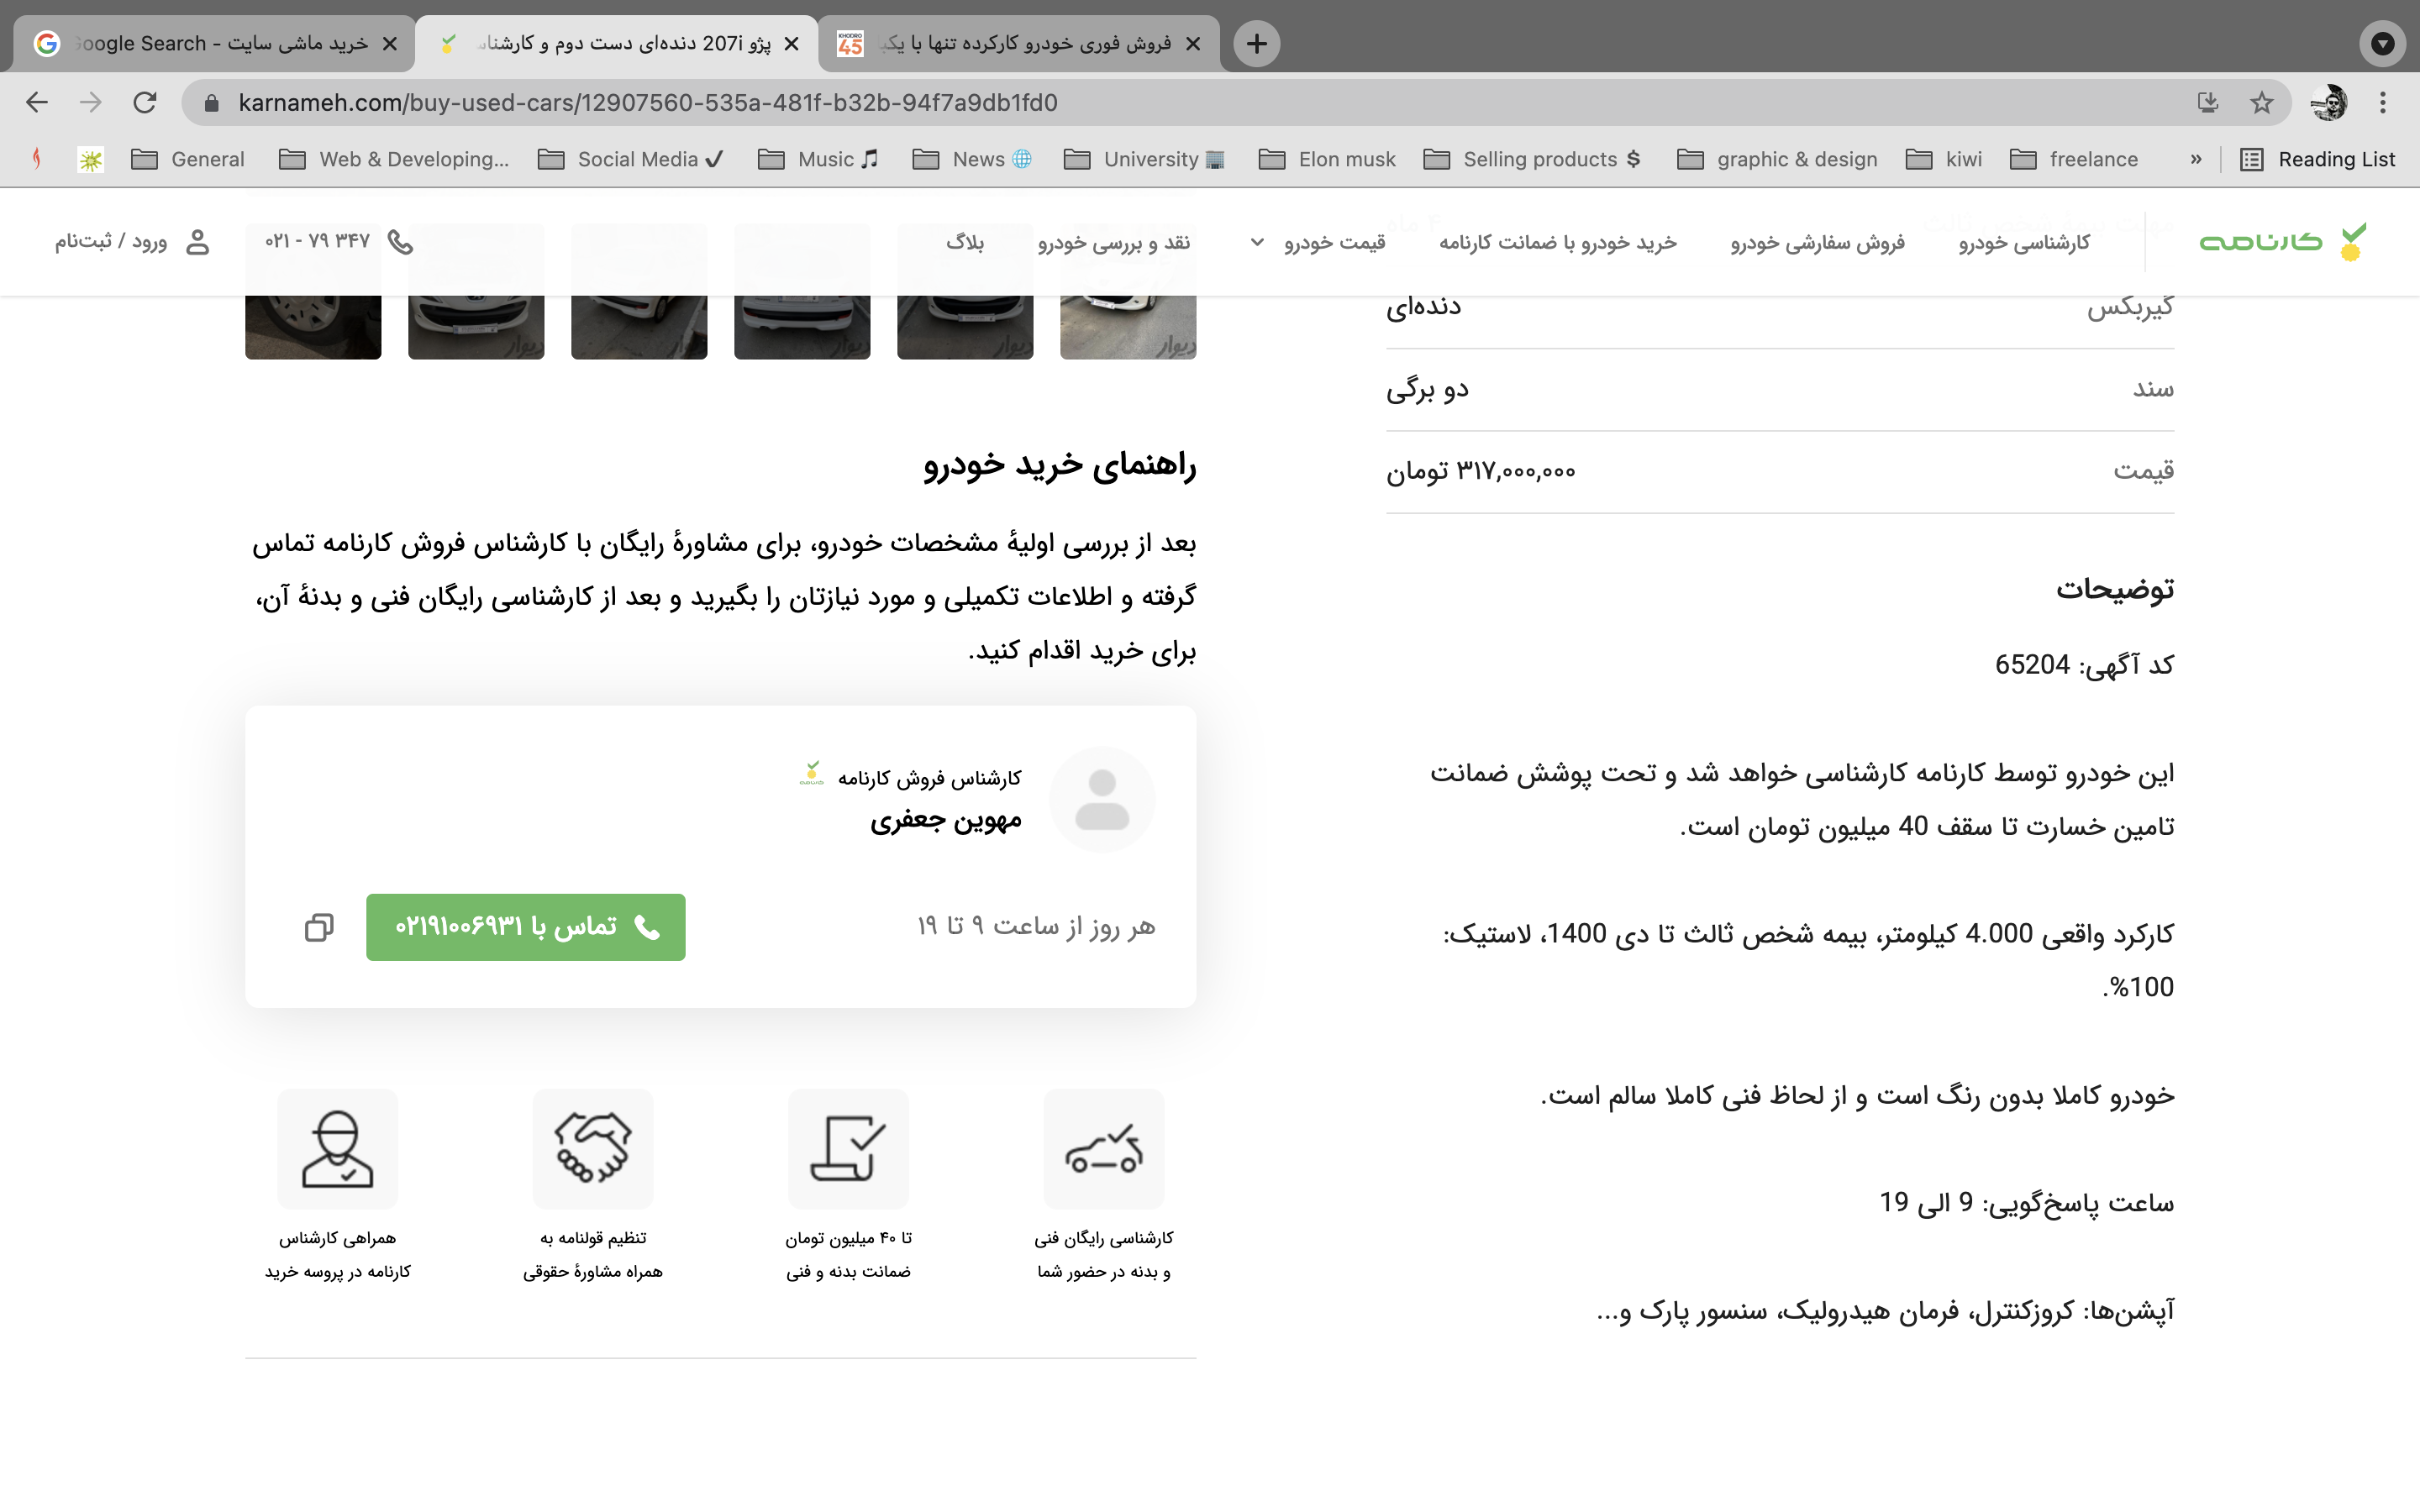 خرید ماشی سایت - Google Search
پژو 207i دنده‌ای دست دوم و کارشناس
فروش فوری خودرو کارکرده تنها با یکبا
karnameh.com/buy-used-cars/12907560-535a-481f-b32b-94f7a9db1fd0
General
Web & Developing...
Social Media
Music
News
University
Elon musk
Selling products $
graphic & design
kiwi
freelance
»
Reading List
کارنامه
کارشناسی خودرو
فروش سفارشی خودرو
خرید خودرو با ضمانت کارنامه
قیمت خودرو
نقد و بررسی خودرو
بلاگ
۰۲۱ - ۷۹ ۳۴۷
ورود / ثبت‌نام
گیربکس دنده‌ای
سند دو برگی
قیمت ۳۱۷,۰۰۰,۰۰۰ تومان
توضیحات
کد آگهی: 65204
این خودرو توسط کارنامه کارشناسی خواهد شد و تحت پوشش ضمانت
تامین خسارت تا سقف 40 میلیون تومان است.
کارکرد واقعی 4.000 کیلومتر، بیمه شخص ثالث تا دی 1400، لاستیک:
100%.
خودرو کاملا بدون رنگ است و از لحاظ فنی کاملا سالم است.
ساعت پاسخ‌گویی: 9 الی 19
آپشن‌ها: کروزکنترل، فرمان هیدرولیک، سنسور پارک و...
دیوار
دیوار
دیوار
دیوار
دیوار
راهنمای خرید خودرو
بعد از بررسی اولیهٔ مشخصات خودرو، برای مشاورهٔ رایگان با کارشناس فروش کارنامه تماس
گرفته و اطلاعات تکمیلی و مورد نیازتان را بگیرید و بعد از کارشناسی رایگان فنی و بدنهٔ آن،
برای خرید اقدام کنید.
کارشناس فروش کارنامه
مهوین جعفری
هر روز از ساعت ۹ تا ۱۹
تماس با ۰۲۱۹۱۰۰۶۹۳۱
کارشناسی رایگان فنی
و بدنه در حضور شما
تا ۴۰ میلیون تومان
ضمانت بدنه و فنی
تنظیم قولنامه به
همراه مشاورهٔ حقوقی
همراهی کارشناس
کارنامه در پروسه خرید